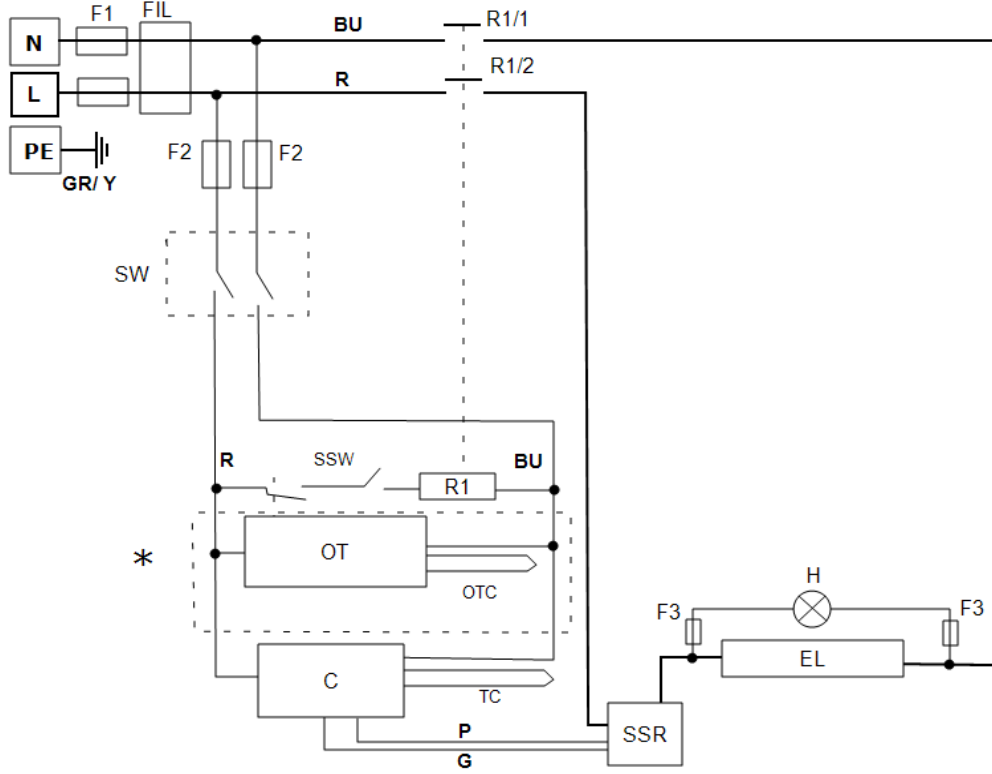 F1 FIL
N BU R1/1
L R R1/2
PE
GR/ Y
F2 F2
SW
R SSW BU
R1
* OT
OTC
H
F3 F3
EL
C
TC
P
SSR
G